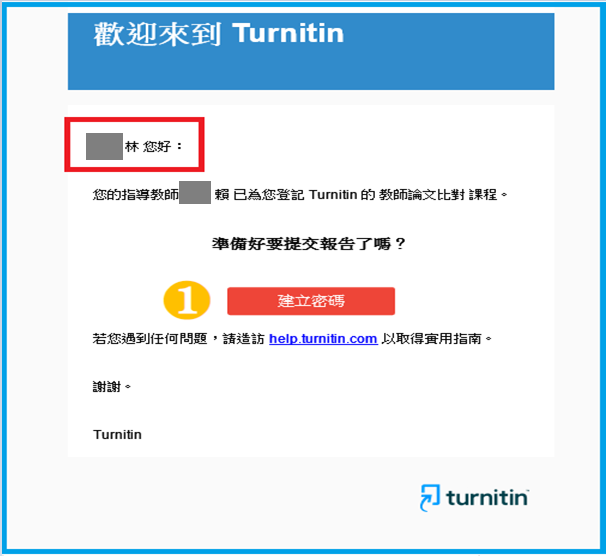 歡迎來到 Turnitin
林 您好：
您的指導教師 賴 已為您登記 Turnitin 的 教師論文比對 課程。
準備好要提交報告了嗎？
1 建立密碼
若您遇到任何問題，請造訪 help.turnitin.com 以取得實用指南。
謝謝。
Turnitin
turnitin